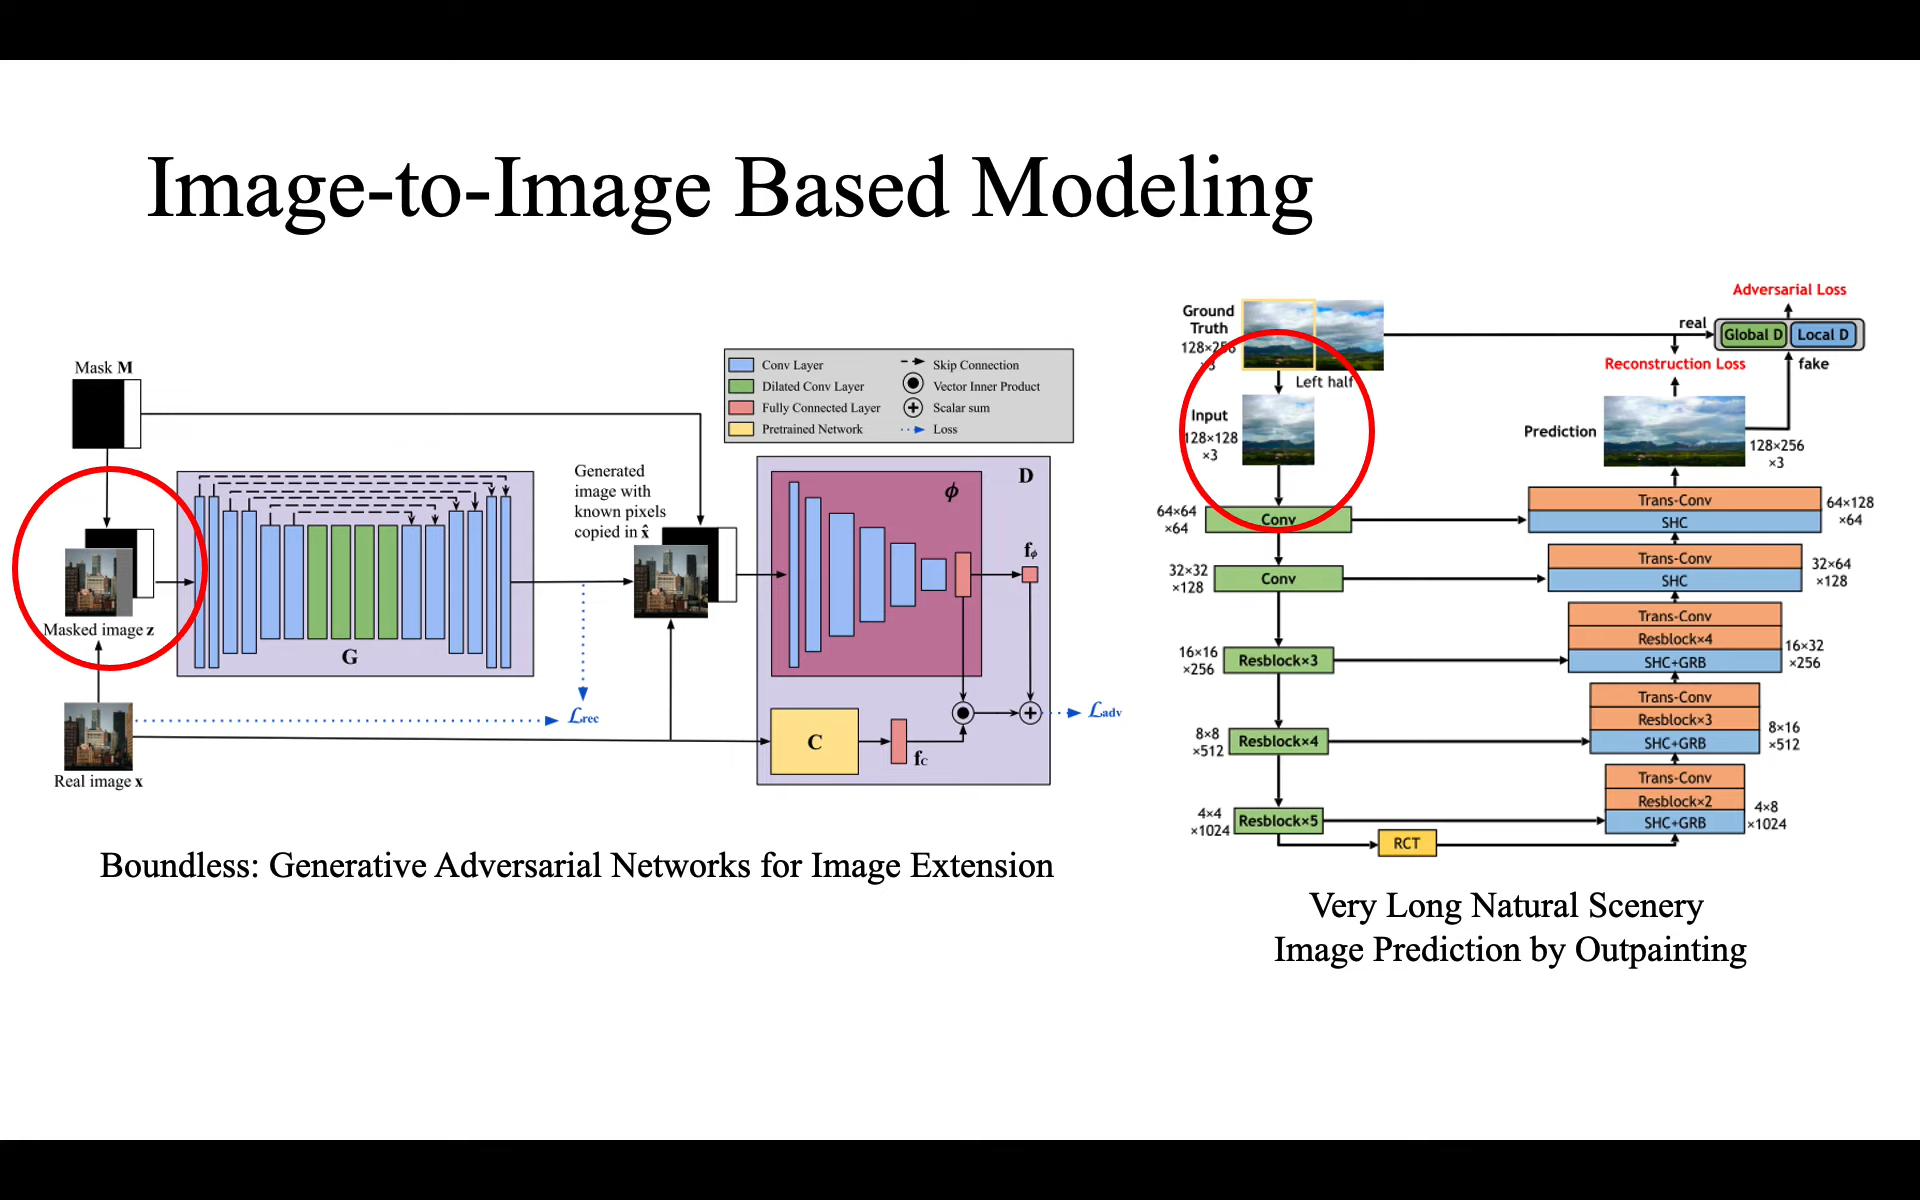 Image-to-Image Based Modeling
Mask M
Masked image z
Real image x
G
Generated
image with
known pixels
copied in x̂
ℒrec
Conv Layer
Dilated Conv Layer
Fully Connected Layer
Pretrained Network
Skip Connection
Vector Inner Product
Scalar sum
Loss
D
ϕ
fϕ
C
fC
ℒadv
Boundless: Generative Adversarial Networks for Image Extension
Ground
Truth
128×256
×3
Left half
Input
128×128
×3
64×64
×64
Conv
32×32
×128
Conv
16×16
×256
Resblock×3
8×8
×512
Resblock×4
4×4
×1024
Resblock×5
RCT
Adversarial Loss
real
Global D
Local D
Reconstruction Loss
fake
Prediction
128×256
×3
Trans-Conv
SHC
64×128
×64
Trans-Conv
SHC
32×64
×128
Trans-Conv
Resblock×4
SHC+GRB
16×32
×256
Trans-Conv
Resblock×3
SHC+GRB
8×16
×512
Trans-Conv
Resblock×2
SHC+GRB
4×8
×1024
Very Long Natural Scenery
Image Prediction by Outpainting